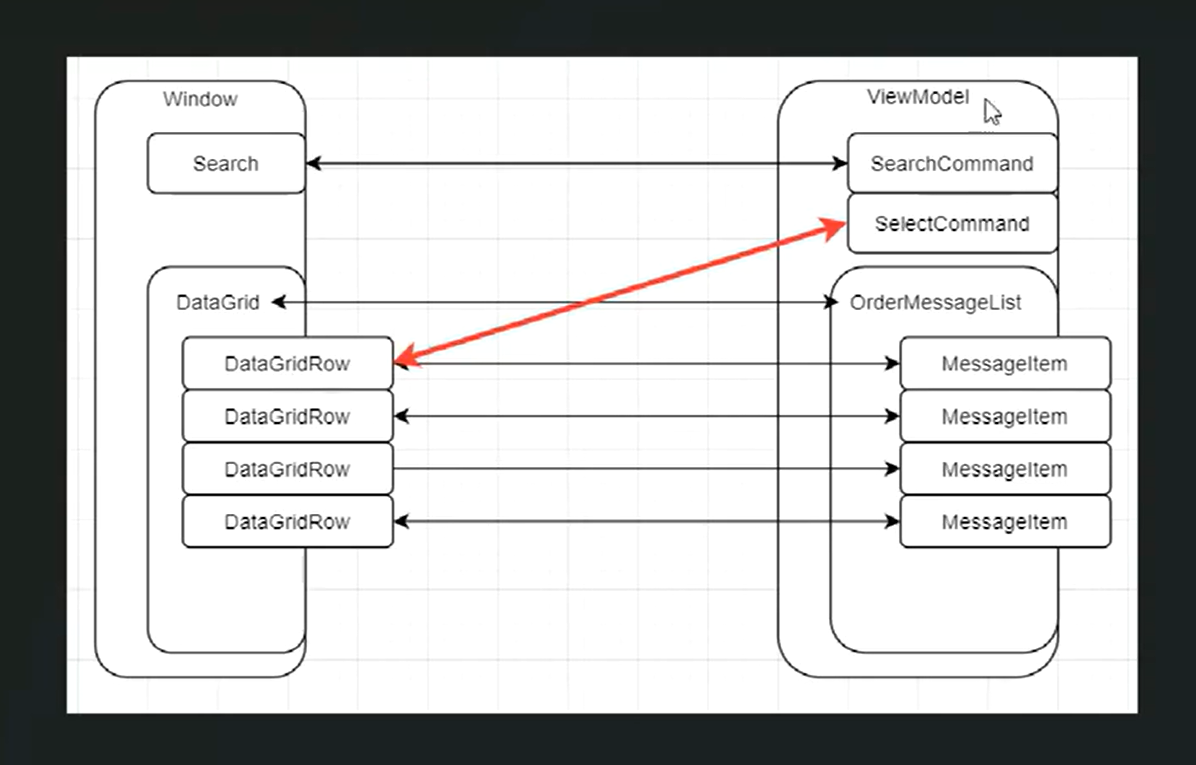 Window
ViewModel
Search
SearchCommand
SelectCommand
DataGrid
OrderMessageList
DataGridRow
MessageItem
DataGridRow
MessageItem
DataGridRow
MessageItem
DataGridRow
MessageItem